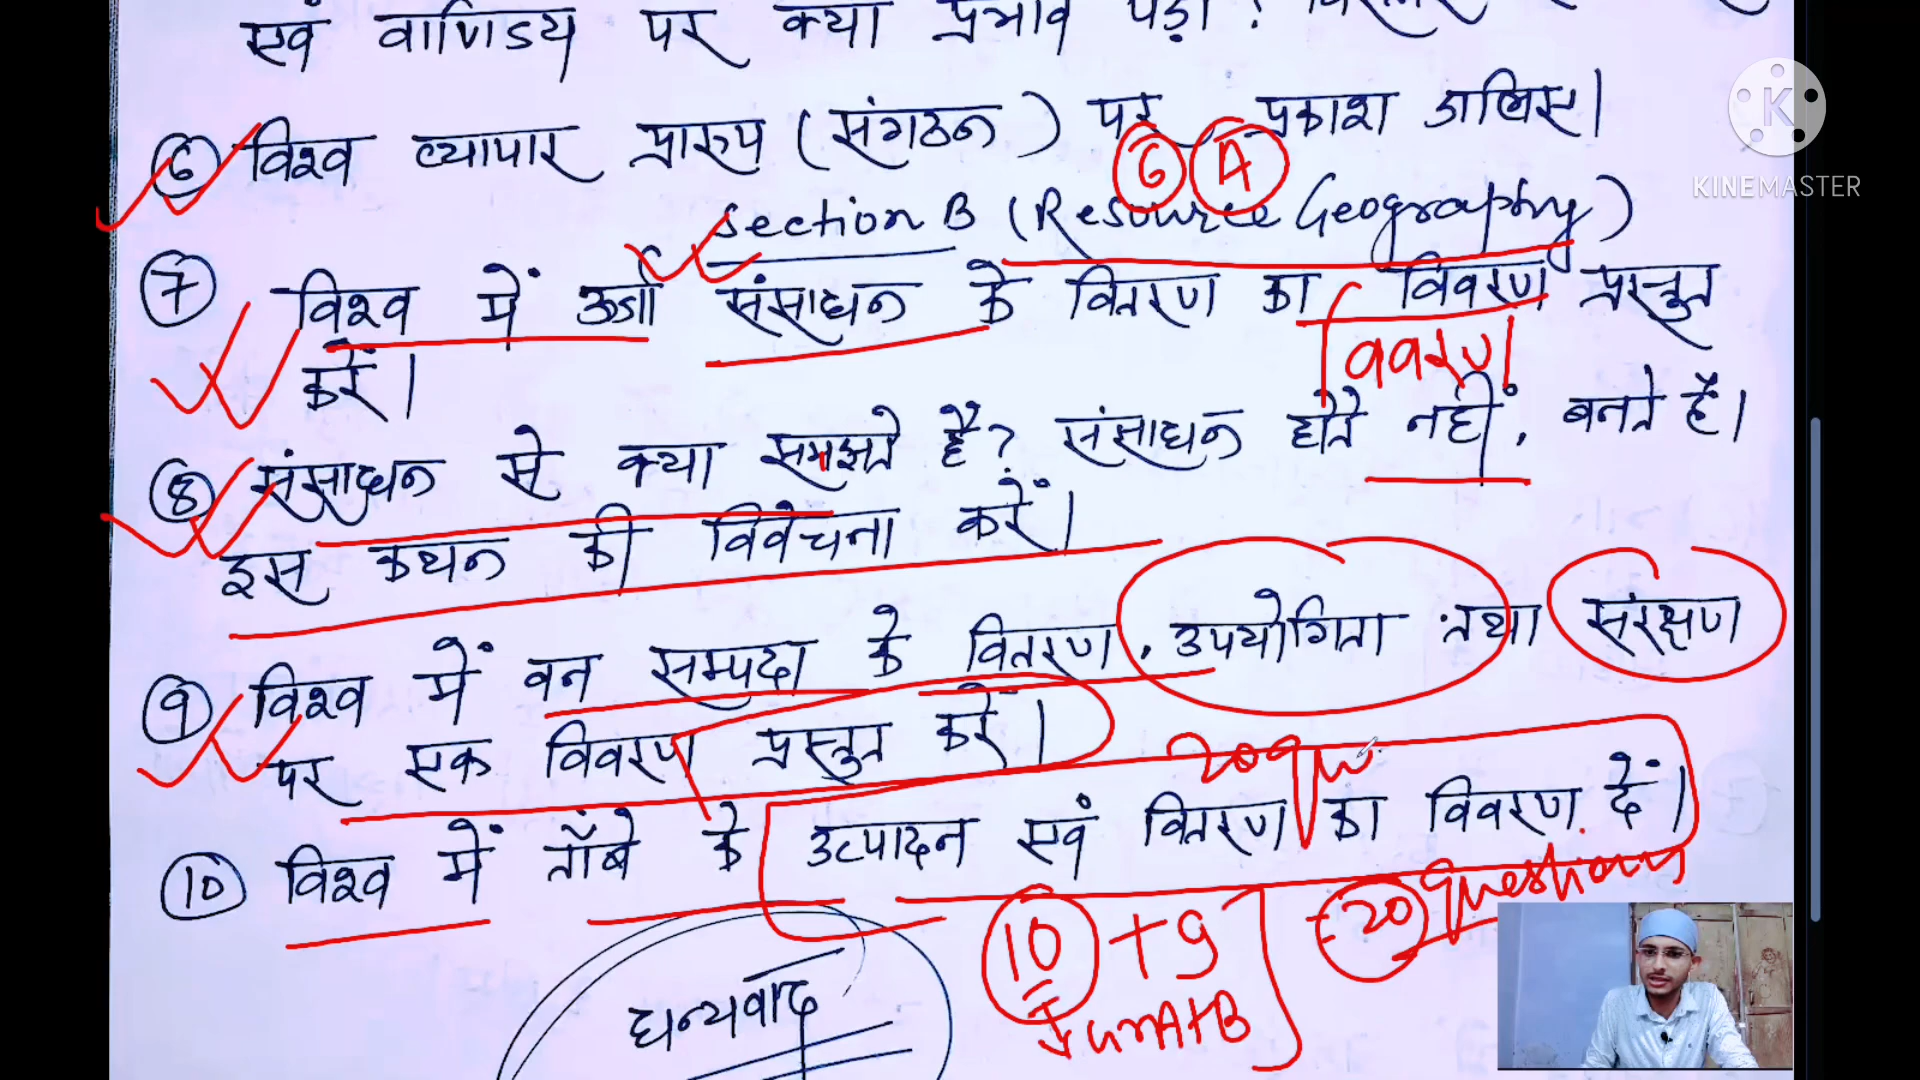 एवं वाणिज्य पर क्या प्रभाव पड़ा?
⑥ विश्व व्यापार प्रारुप (संगठन) पर प्रकाश डालिए।
6 A
KINEMASTER
Section B (Resource Geography)
⑦ विश्व में ऊर्जा संसाधन के वितरण का विवरण प्रस्तुत
करें।
विवरण
⑧ संसाधन से क्या समझते हैं? संसाधन होते नहीं, बनते हैं।
इस कथन की विवेचना करें।
⑨ विश्व में वन सम्पदा के वितरण, उपयोगिता तथा संरक्षण
पर एक विवरण प्रस्तुत करें।
⑩ विश्व में ताँबे के उत्पादन एवं वितरण का विवरण दें।
10 + 9 = 20 Questions
A+B
धन्यवाद